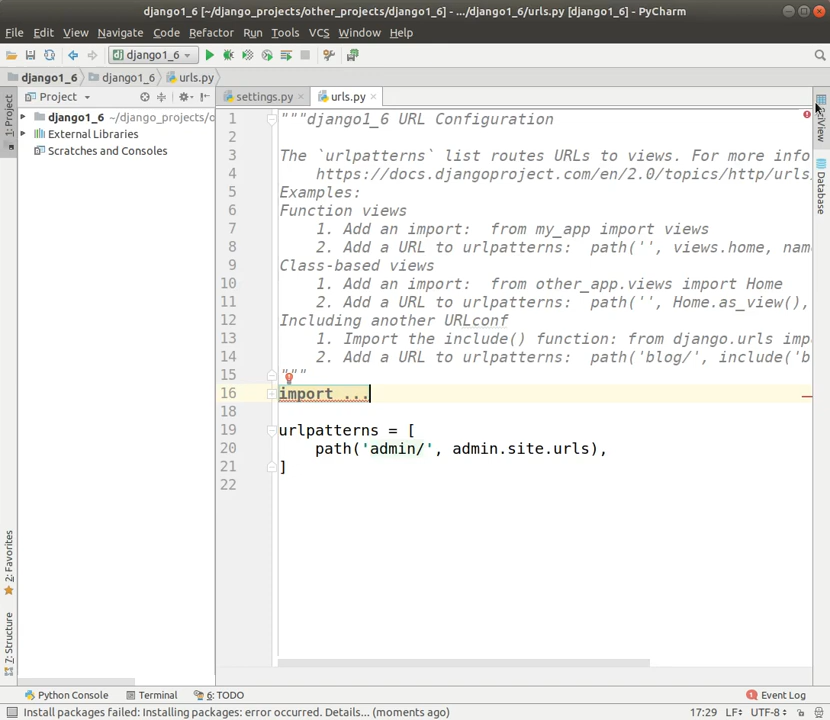 django1_6 [~/django_projects/other_projects/django1_6] - .../django1_6/urls.py [django1_6] - PyCharm
File Edit View Navigate Code Refactor Run Tools VCS Window Help
django1_6
django1_6 django1_6 urls.py
Project settings.py urls.py
django1_6 ~/django_projects/o
External Libraries
Scratches and Consoles
1: Project
2: Favorites
7: Structure
1 """django1_6 URL Configuration
2
3 The `urlpatterns` list routes URLs to views. For more info
4 https://docs.djangoproject.com/en/2.0/topics/http/urls
5 Examples:
6 Function views
7 1. Add an import:  from my_app import views
8 2. Add a URL to urlpatterns:  path('', views.home, nam
9 Class-based views
10 1. Add an import:  from other_app.views import Home
11 2. Add a URL to urlpatterns:  path('', Home.as_view(),
12 Including another URLconf
13 1. Import the include() function: from django.urls imp
14 2. Add a URL to urlpatterns:  path('blog/', include('b
15 """
16 import ...
18
19 urlpatterns = [
20 path('admin/', admin.site.urls),
21 ]
22
Database
Python Console Terminal 6: TODO 1 Event Log
Install packages failed: Installing packages: error occurred. Details... (moments ago) 17:29 LF UTF-8